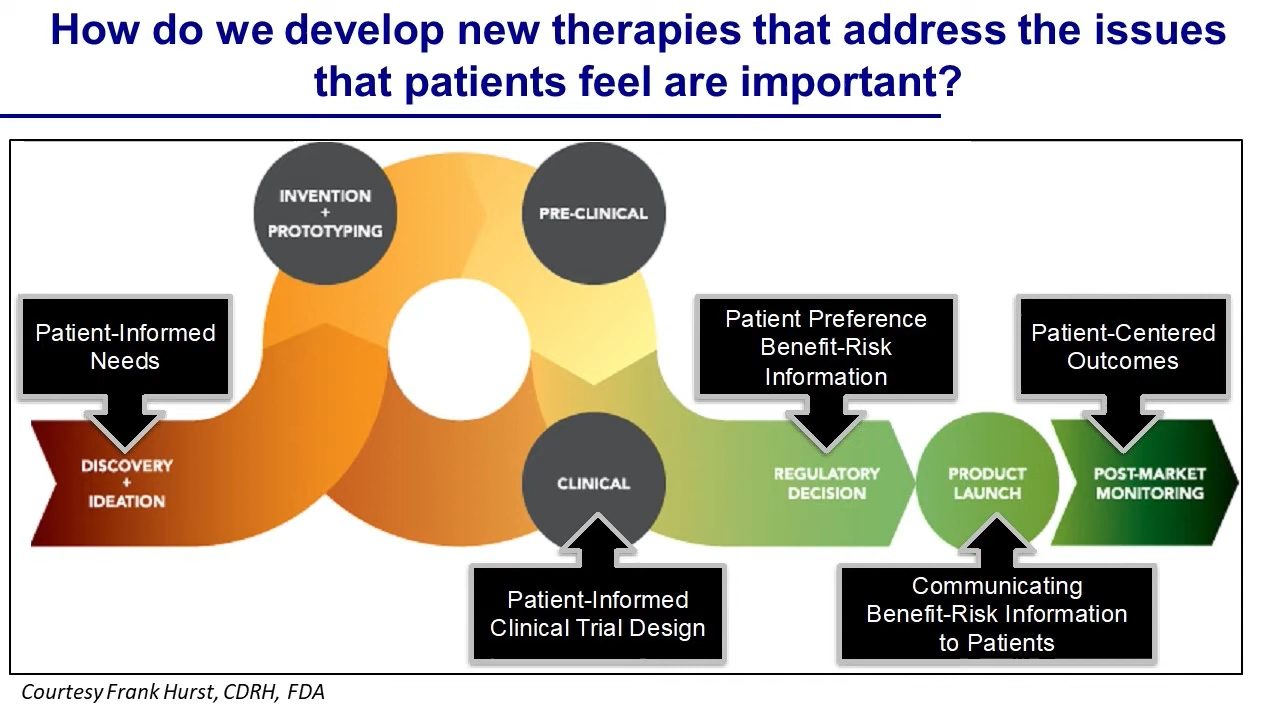 How do we develop new therapies that address the issues
that patients feel are important?
INVENTION
+
PROTOTYPING
PRE-CLINICAL
Patient-Informed
Needs
Patient Preference
Benefit-Risk
Information
Patient-Centered
Outcomes
DISCOVERY
+
IDEATION
CLINICAL
REGULATORY
DECISION
PRODUCT
LAUNCH
POST-MARKET
MONITORING
Patient-Informed
Clinical Trial Design
Communicating
Benefit-Risk Information
to Patients
Courtesy Frank Hurst, CDRH, FDA